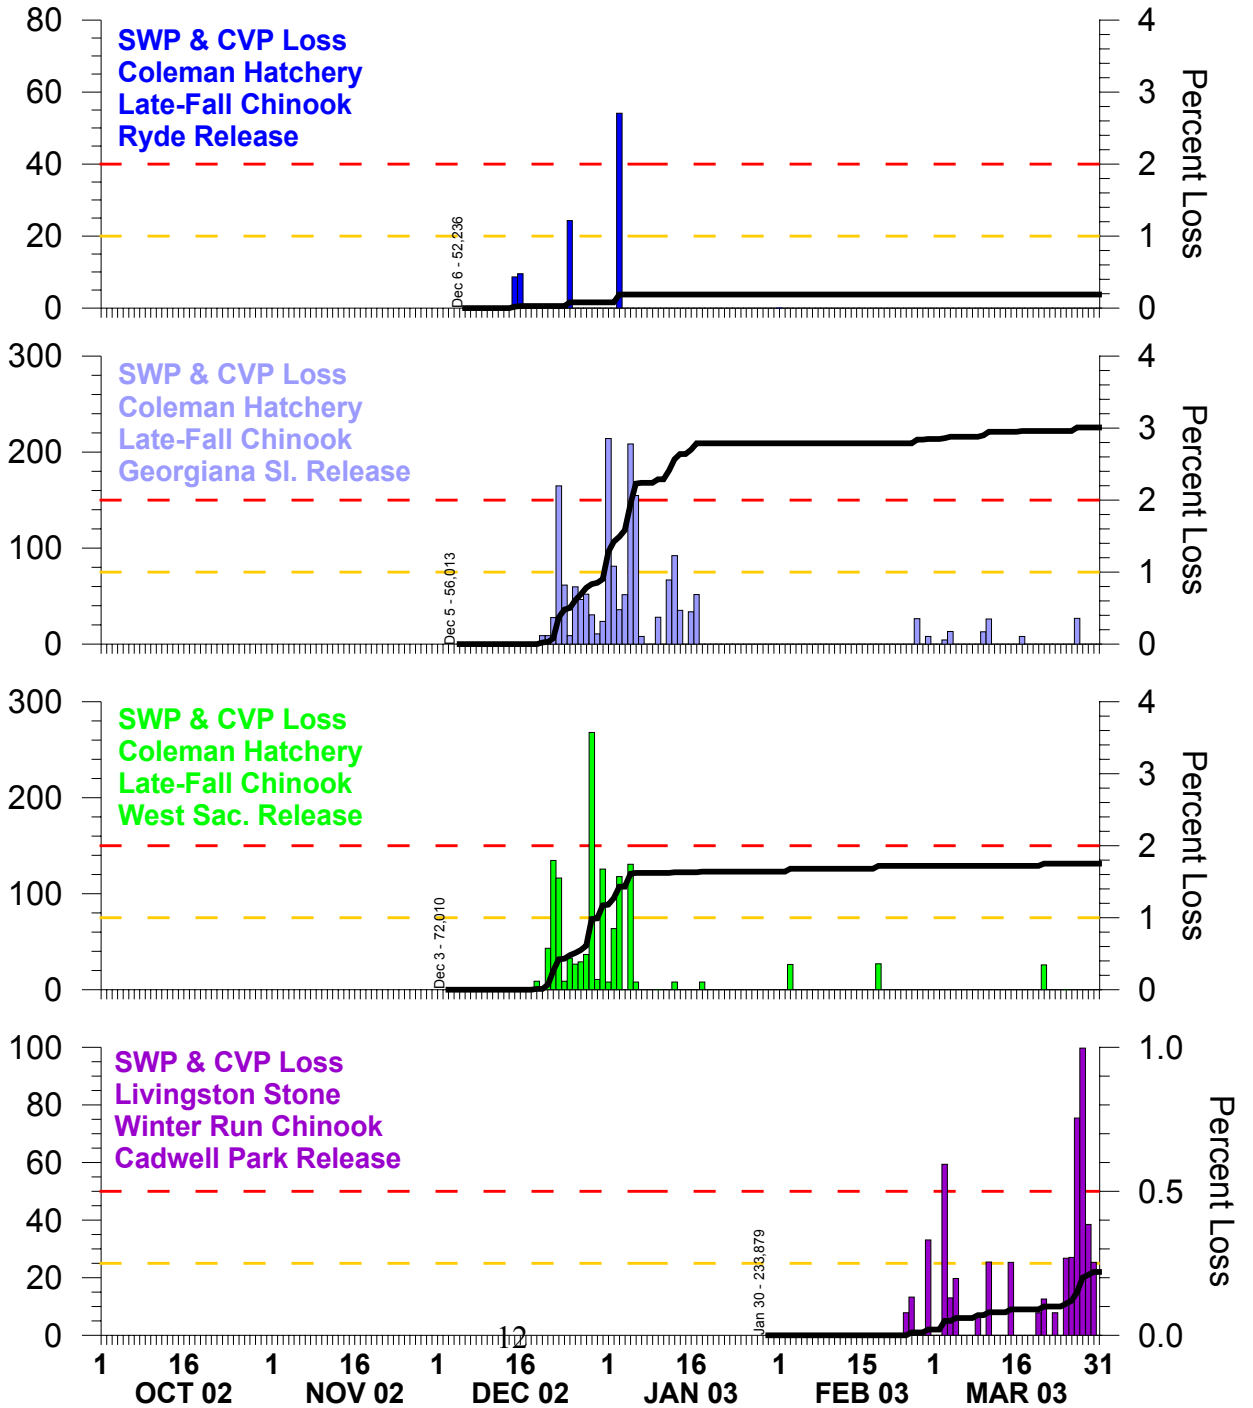 80
60
40
20
0
SWP & CVP Loss
Coleman Hatchery
Late-Fall Chinook
Ryde Release
Dec 6 - 52,236
4
3
2
1
0
Percent Loss
300
200
100
0
SWP & CVP Loss
Coleman Hatchery
Late-Fall Chinook
Georgiana Sl. Release
Dec 5 - 56,013
4
3
2
1
0
Percent Loss
300
200
100
0
SWP & CVP Loss
Coleman Hatchery
Late-Fall Chinook
West Sac. Release
Dec 3 - 72,010
4
3
2
1
0
Percent Loss
100
80
60
40
20
0
SWP & CVP Loss
Livingston Stone
Winter Run Chinook
Cadwell Park Release
Jan 30 - 233,879
1.0
0.5
0.0
Percent Loss
12
1 16 1 16 1 16 1 16 1 15 1 16 31
OCT 02 NOV 02 DEC 02 JAN 03 FEB 03 MAR 03